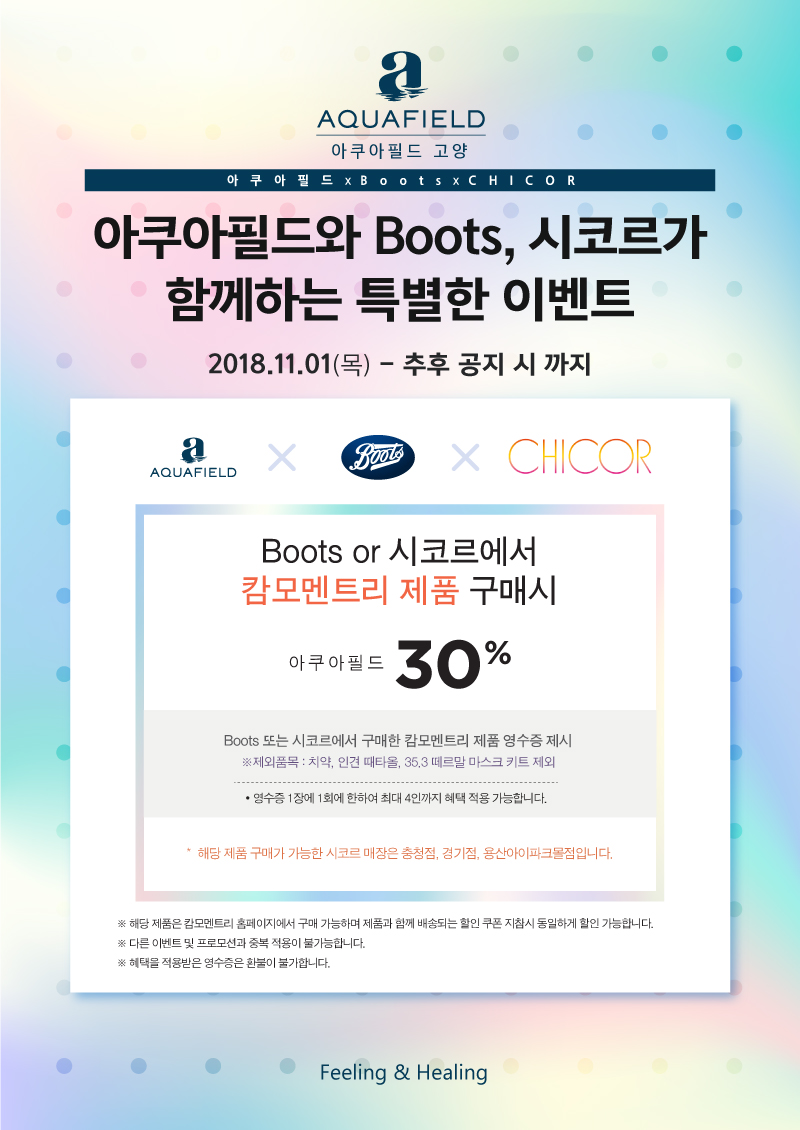 a
AQUAFIELD
아쿠아필드 고양
아쿠아필드xBootsxCHICOR
아쿠아필드와 Boots, 시코르가
함께하는 특별한 이벤트
2018.11.01(목) - 추후 공지 시 까지
a
AQUAFIELD × Boots × CHICOR
Boots or 시코르에서
캄모멘트리 제품 구매시
아쿠아필드 30%
Boots 또는 시코르에서 구매한 캄모멘트리 제품 영수증 제시
※제외품목 : 치약, 인견 때타올, 35.3 떼르말 마스크 키트 제외
• 영수증 1장에 1회에 한하여 최대 4인까지 혜택 적용 가능합니다.
* 해당 제품 구매가 가능한 시코르 매장은 충청점, 경기점, 용산아이파크몰점입니다.
※ 해당 제품은 캄모멘트리 홈페이지에서 구매 가능하며 제품과 함께 배송되는 할인 쿠폰 지참시 동일하게 할인 가능합니다.
※ 다른 이벤트 및 프로모션과 중복 적용이 불가능합니다.
※ 혜택을 적용받은 영수증은 환불이 불가합니다.
Feeling & Healing